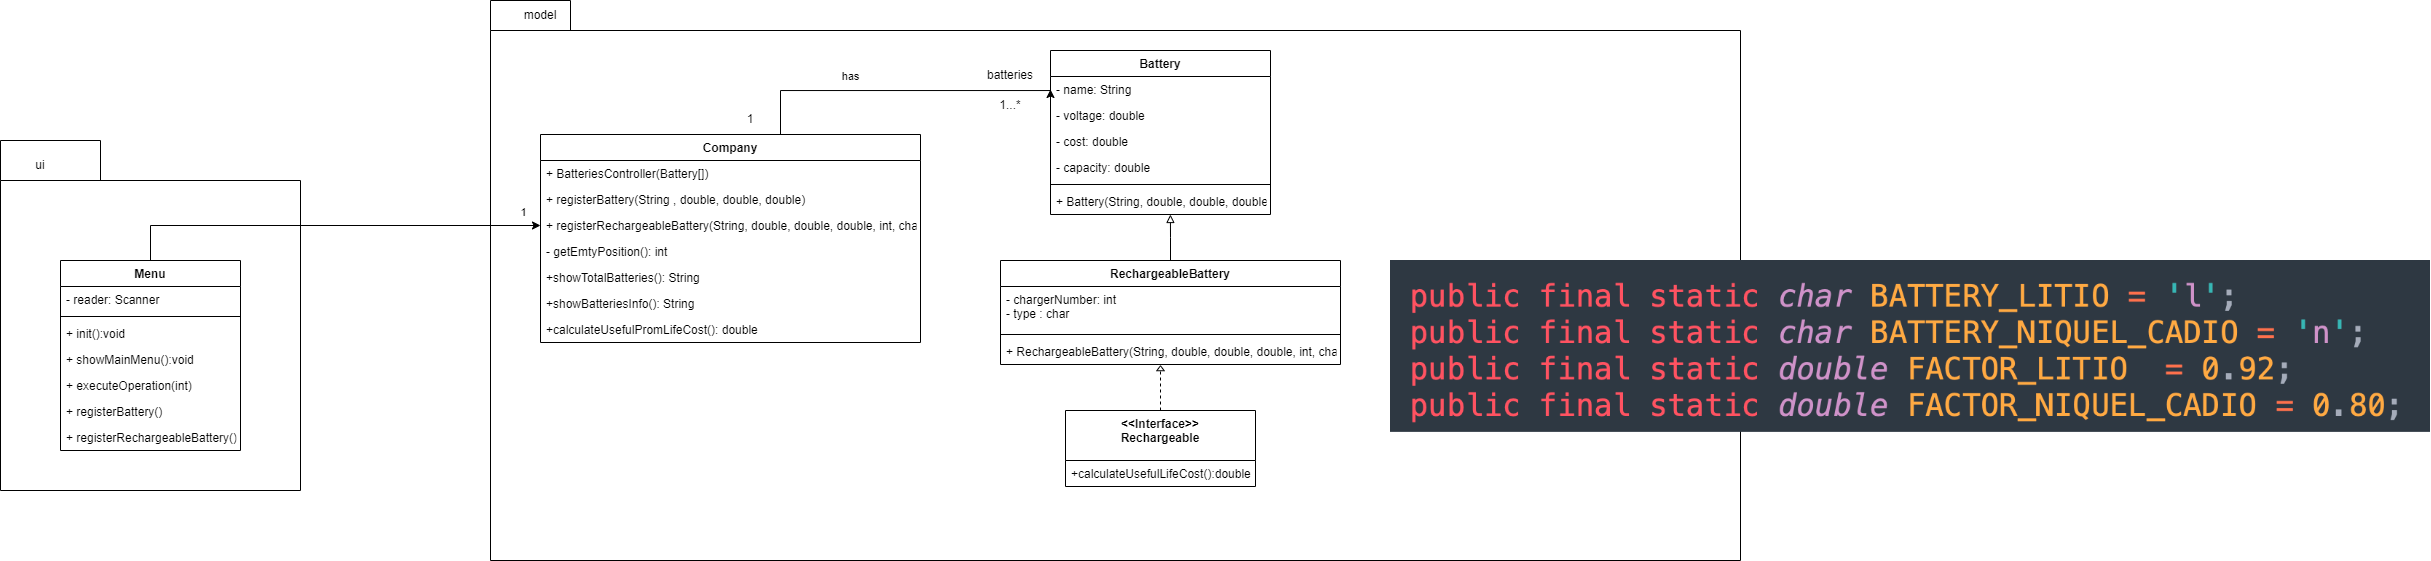 model
ui
Menu
- reader: Scanner
+ init():void
+ showMainMenu():void
+ executeOperation(int)
+ registerBattery()
+ registerRechargeableBattery()
1
1
has
batteries
1...*
Company
+ BatteriesController(Battery[])
+ registerBattery(String , double, double, double)
+ registerRechargeableBattery(String, double, double, double, int, cha
- getEmtyPosition(): int
+showTotalBatteries(): String
+showBatteriesInfo(): String
+calculateUsefulPromLifeCost(): double
Battery
- name: String
- voltage: double
- cost: double
- capacity: double
+ Battery(String, double, double, double
RechargeableBattery
- chargerNumber: int
- type : char
+ RechargeableBattery(String, double, double, double, int, cha
<<Interface>>
Rechargeable
+calculateUsefulLifeCost():double
public final static char BATTERY_LITIO = 'l';
public final static char BATTERY_NIQUEL_CADIO = 'n';
public final static double FACTOR_LITIO  = 0.92;
public final static double FACTOR_NIQUEL_CADIO = 0.80;